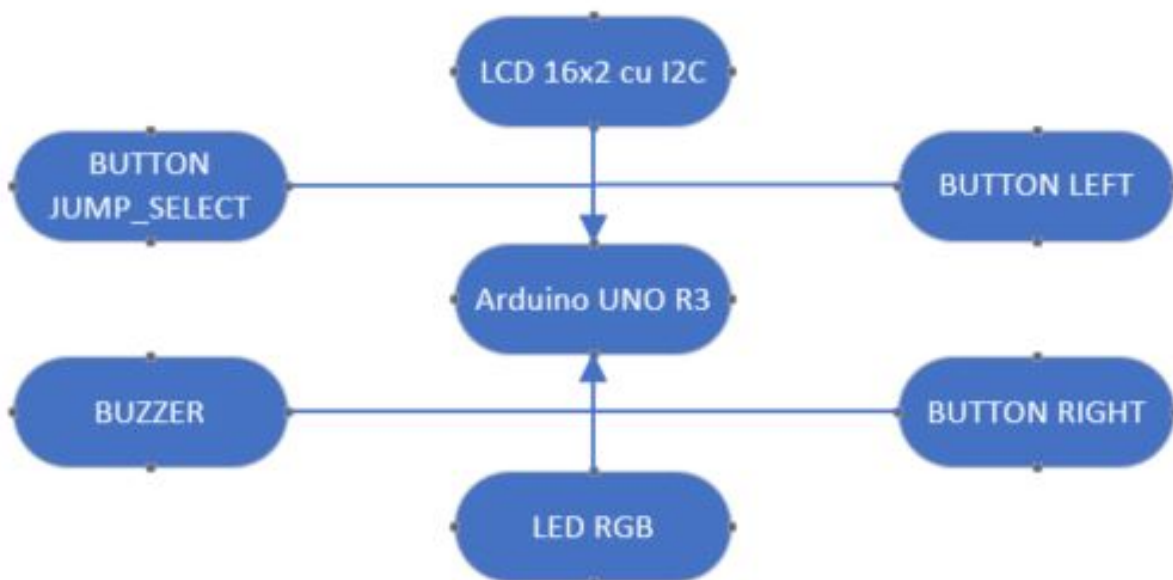 LCD 16x2 cu I2C
BUTTON
JUMP_SELECT
BUTTON LEFT
Arduino UNO R3
BUZZER
BUTTON RIGHT
LED RGB